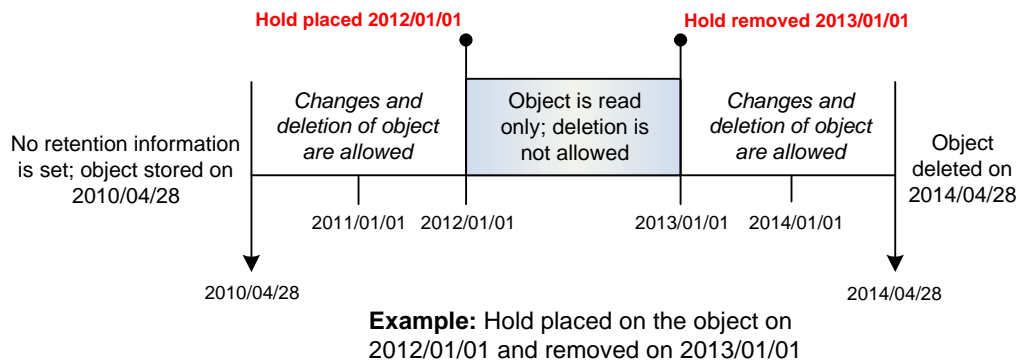 Hold placed 2012/01/01
Hold removed 2013/01/01
No retention information
is set; object stored on
2010/04/28
Changes and
deletion of object
are allowed
Object is read
only; deletion is
not allowed
Changes and
deletion of object
are allowed
Object
deleted on
2014/04/28
2011/01/01
2012/01/01
2013/01/01
2014/01/01
2010/04/28
2014/04/28
Example: Hold placed on the object on
2012/01/01 and removed on 2013/01/01